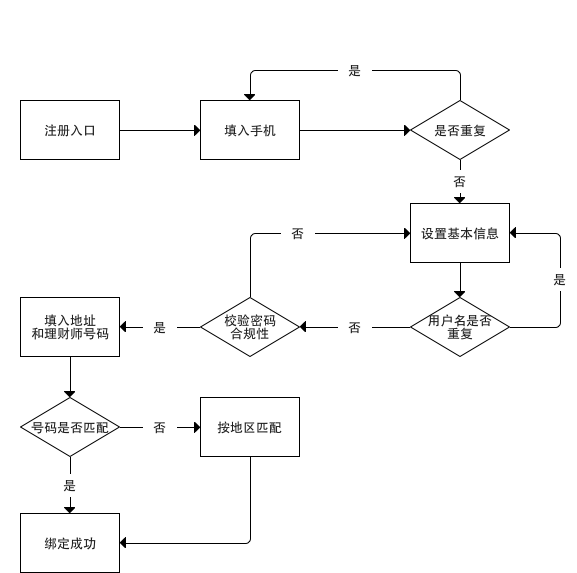 是
注册入口
填入手机
是否重复
否
否
设置基本信息
是
填入地址
和理财师号码
是
校验密码
合规性
否
用户名是否
重复
号码是否匹配
否
按地区匹配
是
绑定成功